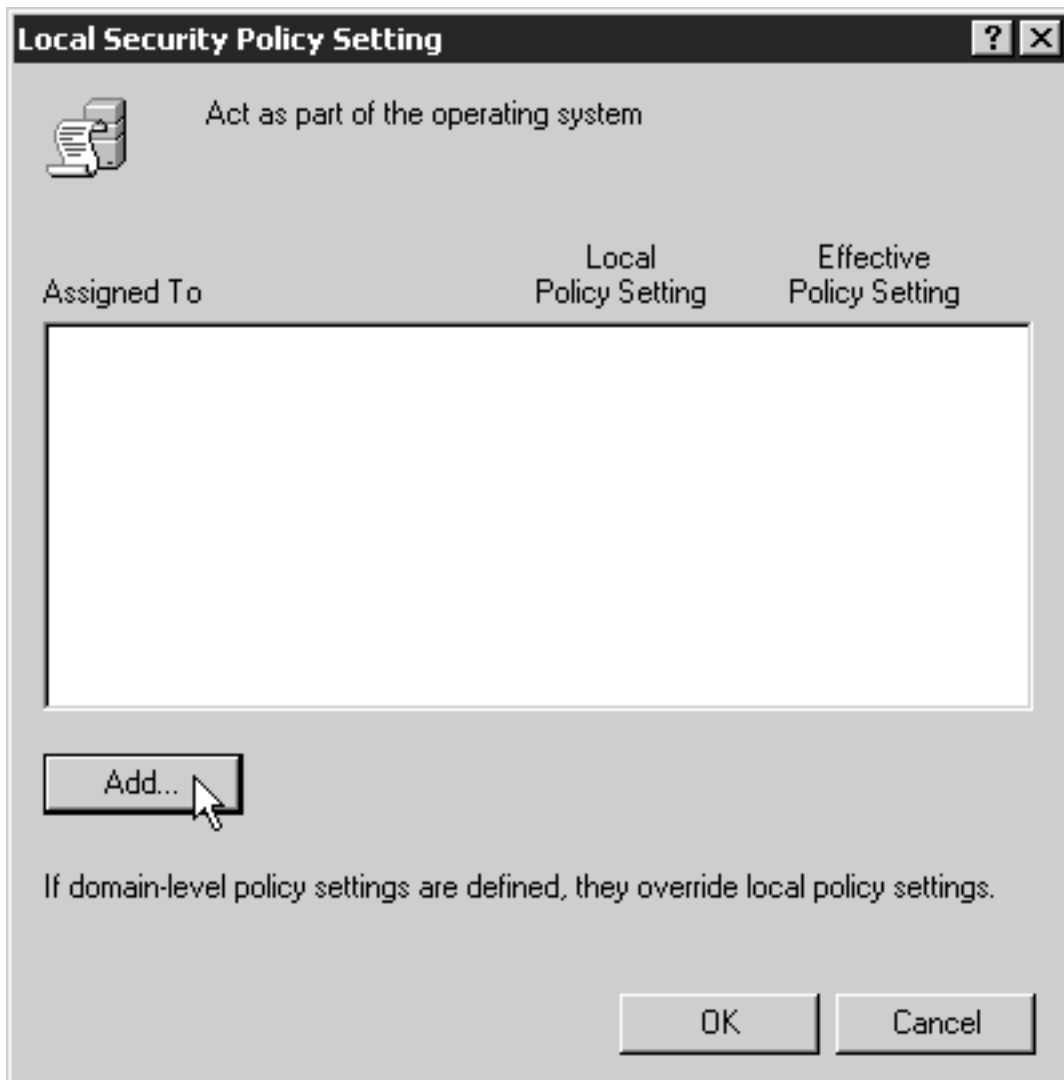 Local Security Policy Setting
Act as part of the operating system
Local Effective
Assigned To Policy Setting Policy Setting
Add...
If domain-level policy settings are defined, they override local policy settings.
OK Cancel